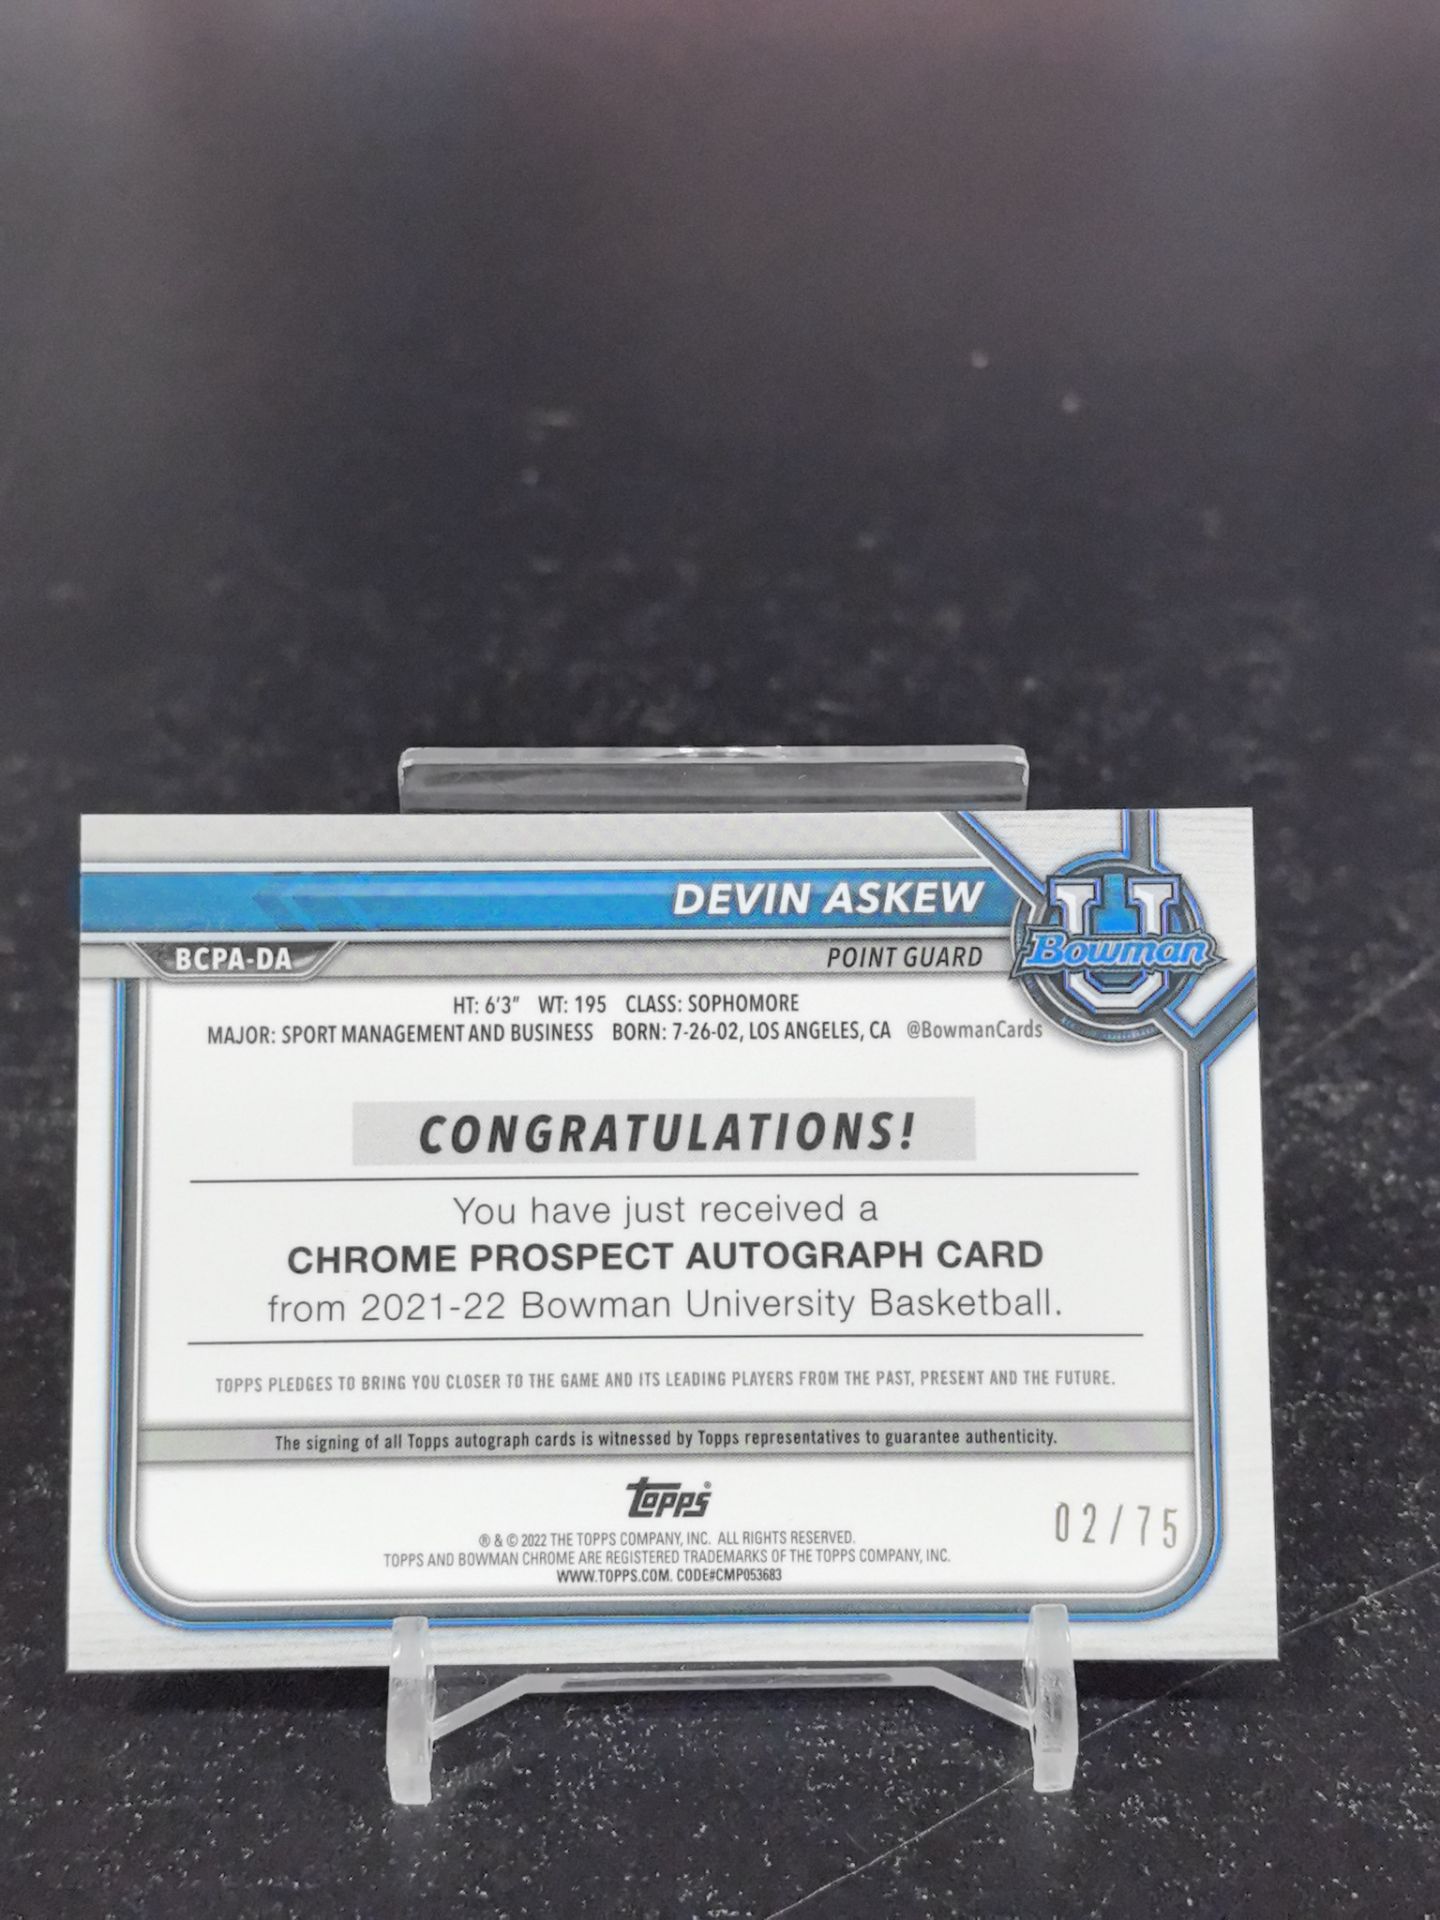 DEVIN ASKEW
U
Bowman
BCPA-DA
POINT GUARD
HT: 6'3" WT: 195 CLASS: SOPHOMORE
MAJOR: SPORT MANAGEMENT AND BUSINESS BORN: 7-26-02, LOS ANGELES, CA @BowmanCards
CONGRATULATIONS!
You have just received a
CHROME PROSPECT AUTOGRAPH CARD
from 2021-22 Bowman University Basketball.
TOPPS PLEDGES TO BRING YOU CLOSER TO THE GAME AND ITS LEADING PLAYERS FROM THE PAST, PRESENT AND THE FUTURE.
The signing of all Topps autograph cards is witnessed by Topps representatives to guarantee authenticity.
Topps®
02/75
® & © 2022 THE TOPPS COMPANY, INC. ALL RIGHTS RESERVED.
TOPPS AND BOWMAN CHROME ARE REGISTERED TRADEMARKS OF THE TOPPS COMPANY, INC.
WWW.TOPPS.COM. CODE#CMP053683